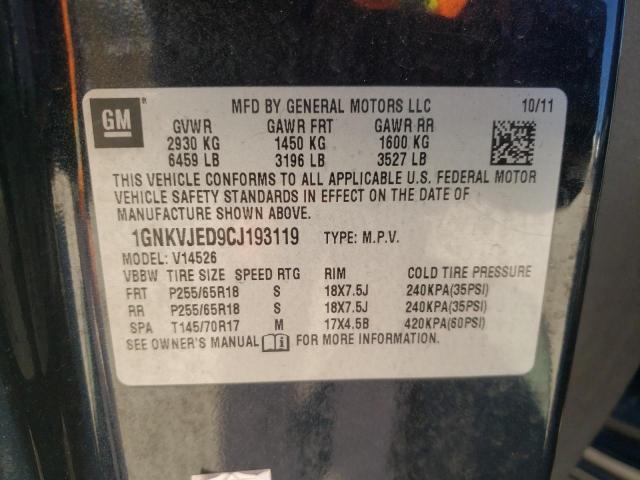 GM ® MFD BY GENERAL MOTORS LLC 10/11
GVWR GAWR FRT GAWR RR
2930 KG 1450 KG 1600 KG
6459 LB 3196 LB 3527 LB
THIS VEHICLE CONFORMS TO ALL APPLICABLE U.S. FEDERAL MOTOR
VEHICLE SAFETY STANDARDS IN EFFECT ON THE DATE OF
MANUFACTURE SHOWN ABOVE.
1GNKVJED9CJ193119 TYPE: M.P.V.
MODEL: V14526
VBBW TIRE SIZE SPEED RTG RIM COLD TIRE PRESSURE
FRT P255/65R18 S 18X7.5J 240KPA(35PSI)
RR P255/65R18 S 18X7.5J 240KPA(35PSI)
SPA T145/70R17 M 17X4.5B 420KPA(60PSI)
SEE OWNER'S MANUAL FOR MORE INFORMATION.